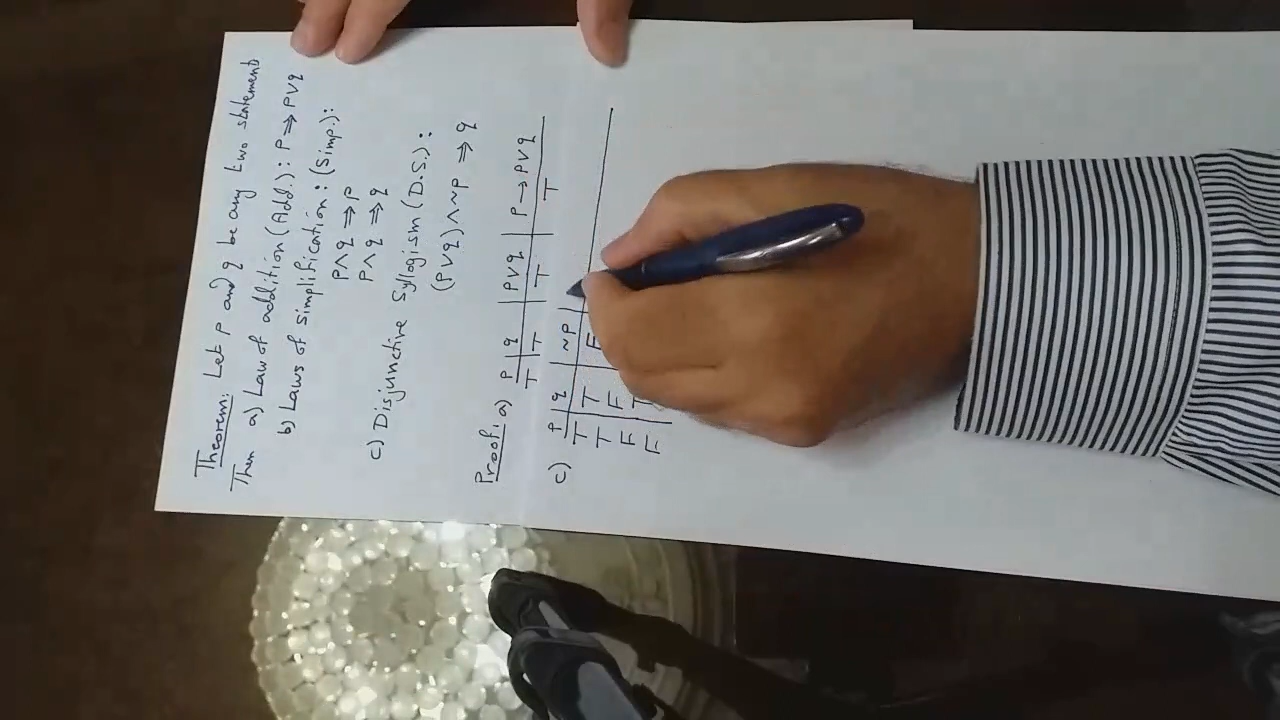 Theorem: Let P and q be any two statement
Then a) Law of addition (Add.): P ⇒ P∨q
b) Laws of simplification: (Simp.):
P∧q ⇒ P
P∧q ⇒ q
c) Disjunctive Syllogism (D.S.):
(P∨q)∧~P ⇒ q
Proof: a) P | q | P∨q | P → P∨q
T | T | T | T
c) P | q | ~P |
T | T | F
T | F
F | T
F